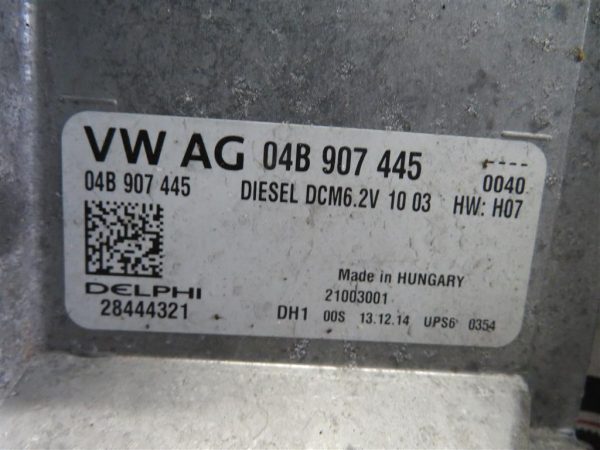 VW AG 04B 907 445 ----
04B 907 445 DIESEL DCM6.2V 10 03 0040
HW: H07
Made in HUNGARY
DELPHI 21003001
28444321 DH1 00S 13.12.14 UPS6 0354